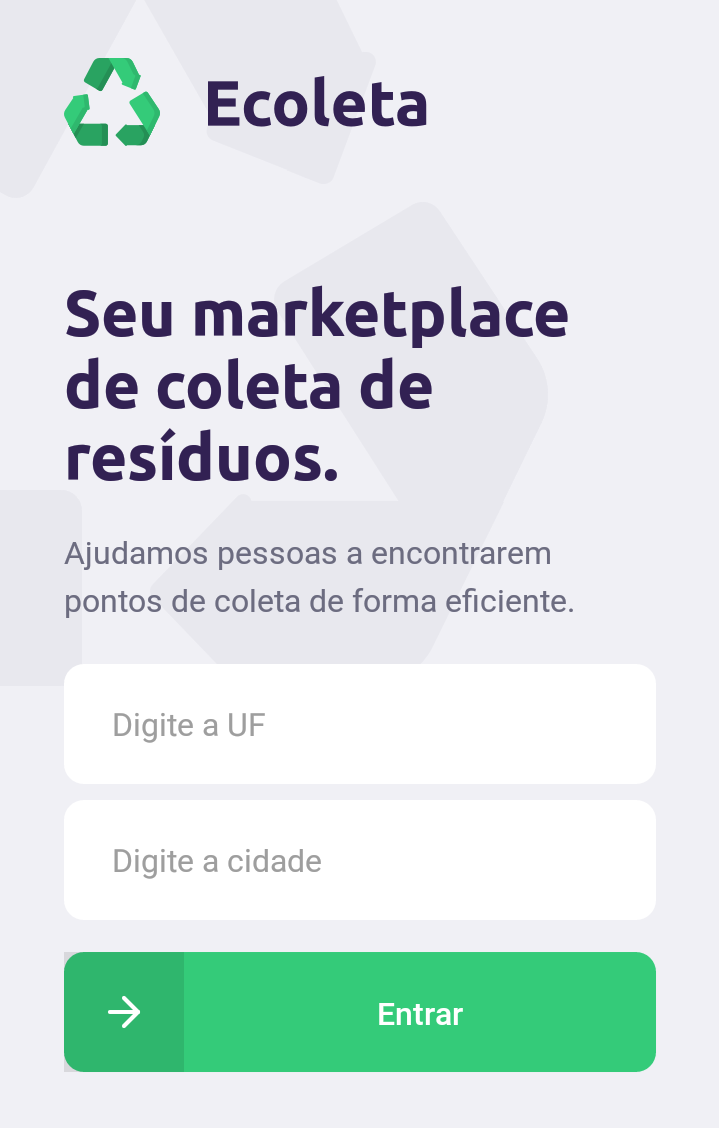 Ecoleta
Seu marketplace
de coleta de
resíduos.
Ajudamos pessoas a encontrarem
pontos de coleta de forma eficiente.
Digite a UF
Digite a cidade
Entrar